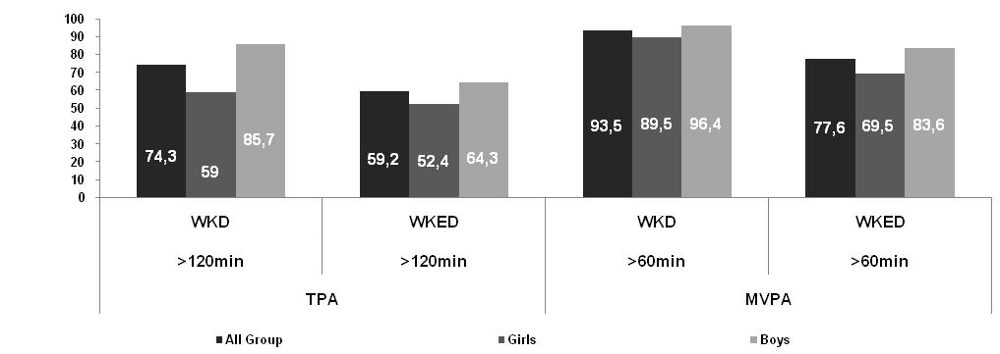 100
90
80
70
60
50
40
30
20
10
0
74,3 59 85,7 59,2 52,4 64,3 93,5 89,5 96,4 77,6 69,5 83,6
WKD WKED WKD WKED
>120min >120min >60min >60min
TPA MVPA
All Group Girls Boys